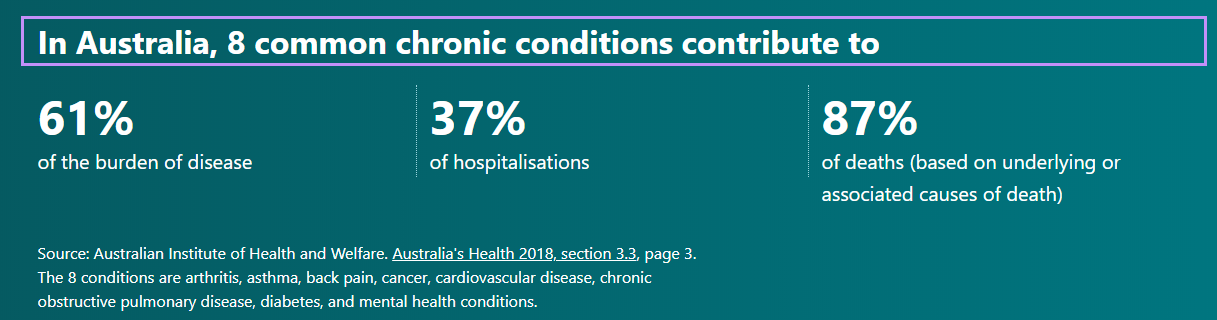 In Australia, 8 common chronic conditions contribute to
61%
of the burden of disease
37%
of hospitalisations
87%
of deaths (based on underlying or
associated causes of death)
Source: Australian Institute of Health and Welfare. Australia's Health 2018, section 3.3, page 3.
The 8 conditions are arthritis, asthma, back pain, cancer, cardiovascular disease, chronic
obstructive pulmonary disease, diabetes, and mental health conditions.